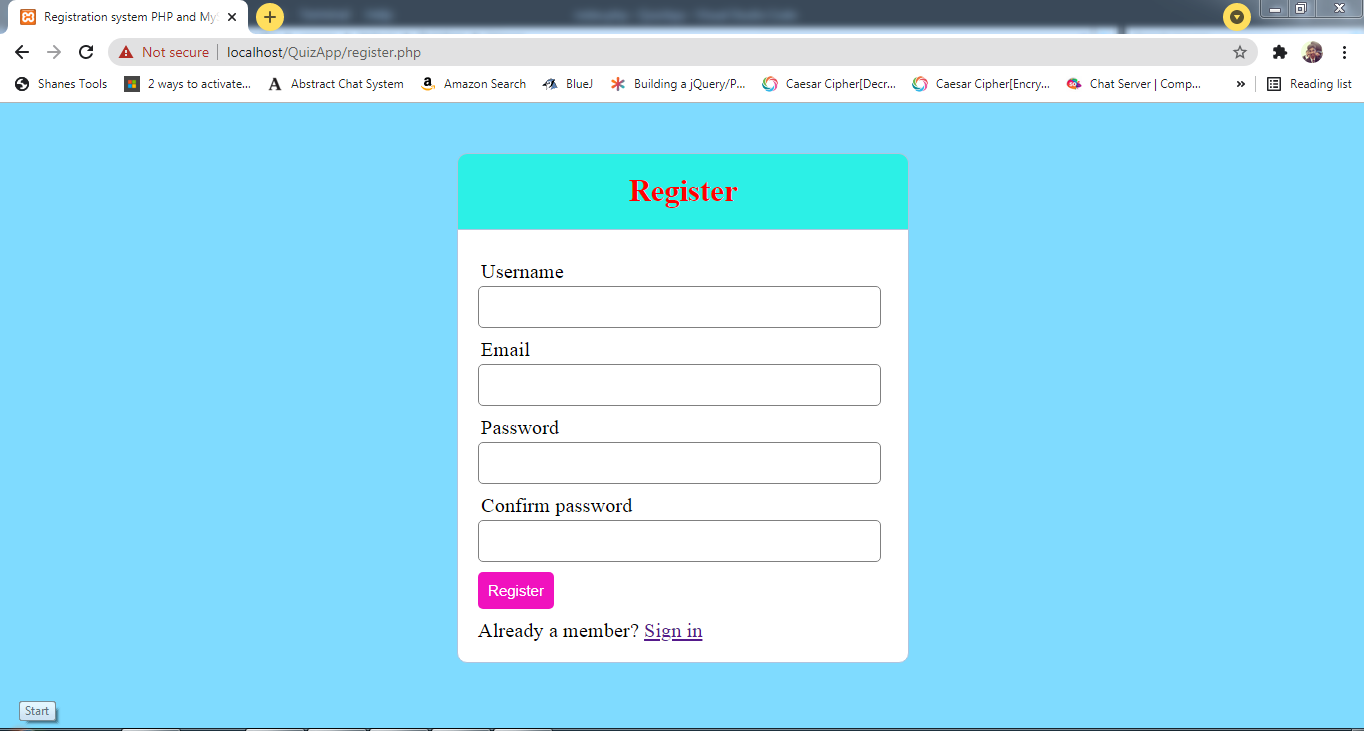 Registration system PHP and My
Not secure localhost/QuizApp/register.php
Shanes Tools 2 ways to activate... Abstract Chat System Amazon Search BlueJ Building a jQuery/P... Caesar Cipher[Decr... Caesar Cipher[Encry... Chat Server | Comp... » Reading list
Register
Username
Email
Password
Confirm password
Register
Already a member? Sign in
Start